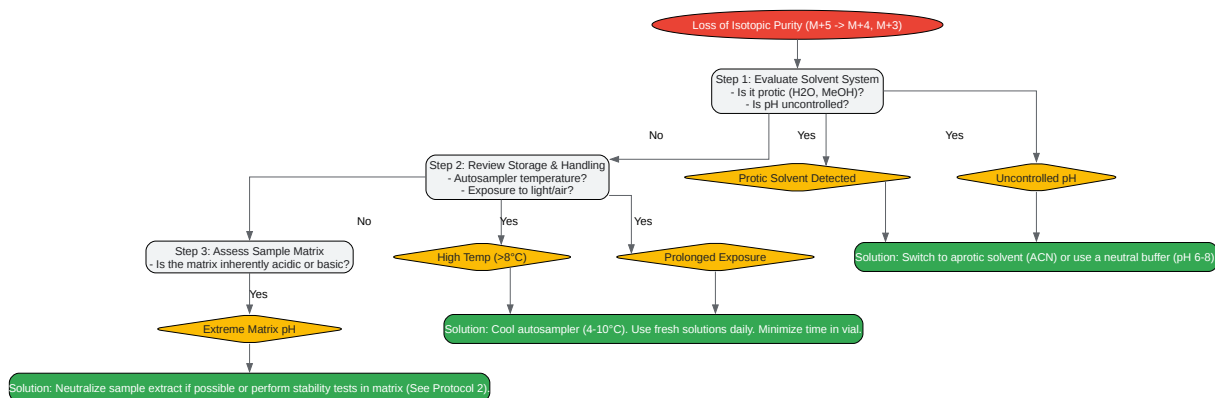 Loss of Isotopic Purity (M+5 -> M+4, M+3)
Step 1: Evaluate Solvent System
- Is it protic (H2O, MeOH)?
- Is pH uncontrolled?
No
Yes
Yes
Step 2: Review Storage & Handling
- Autosampler temperature?
- Exposure to light/air?
Protic Solvent Detected
Uncontrolled pH
No
Yes
Yes
Step 3: Assess Sample Matrix
- Is the matrix inherently acidic or basic?
High Temp (>8°C)
Prolonged Exposure
Solution: Switch to aprotic solvent (ACN) or use a neutral buffer (pH 6-8)
Yes
Extreme Matrix pH
Solution: Cool autosampler (4-10°C). Use fresh solutions daily. Minimize time in vial.
Solution: Neutralize sample extract if possible or perform stability tests in matrix (See Protocol 2).